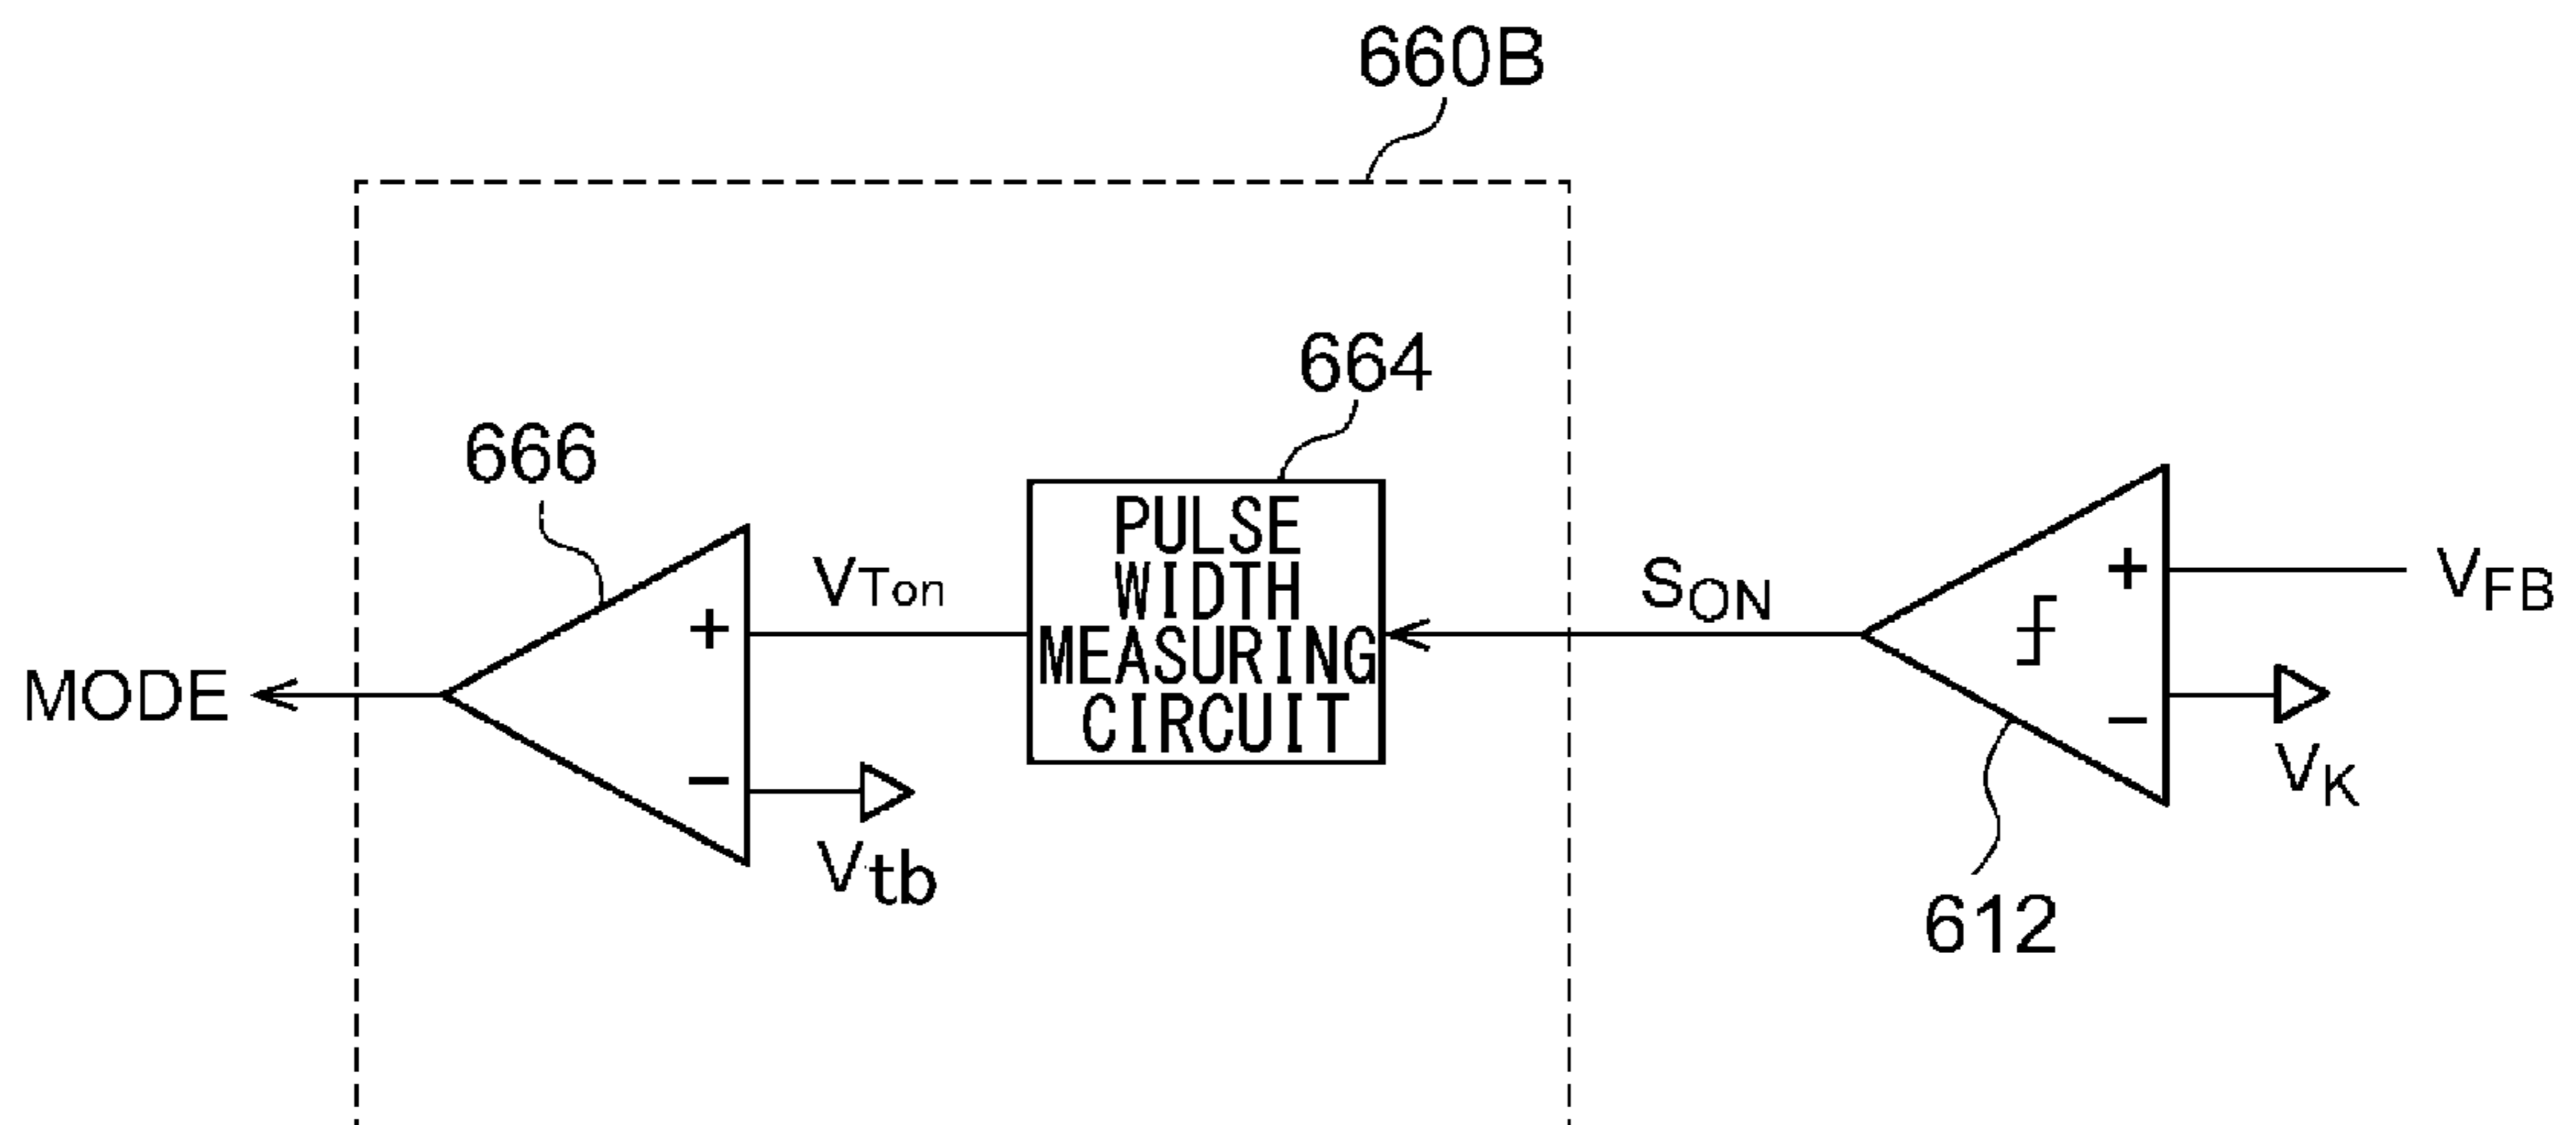 660B
664
666
PULSE
WIDTH
MEASURING
CIRCUIT
+
VTon
SON
+
VFB
MODE
−
Vtb
−
VK
612